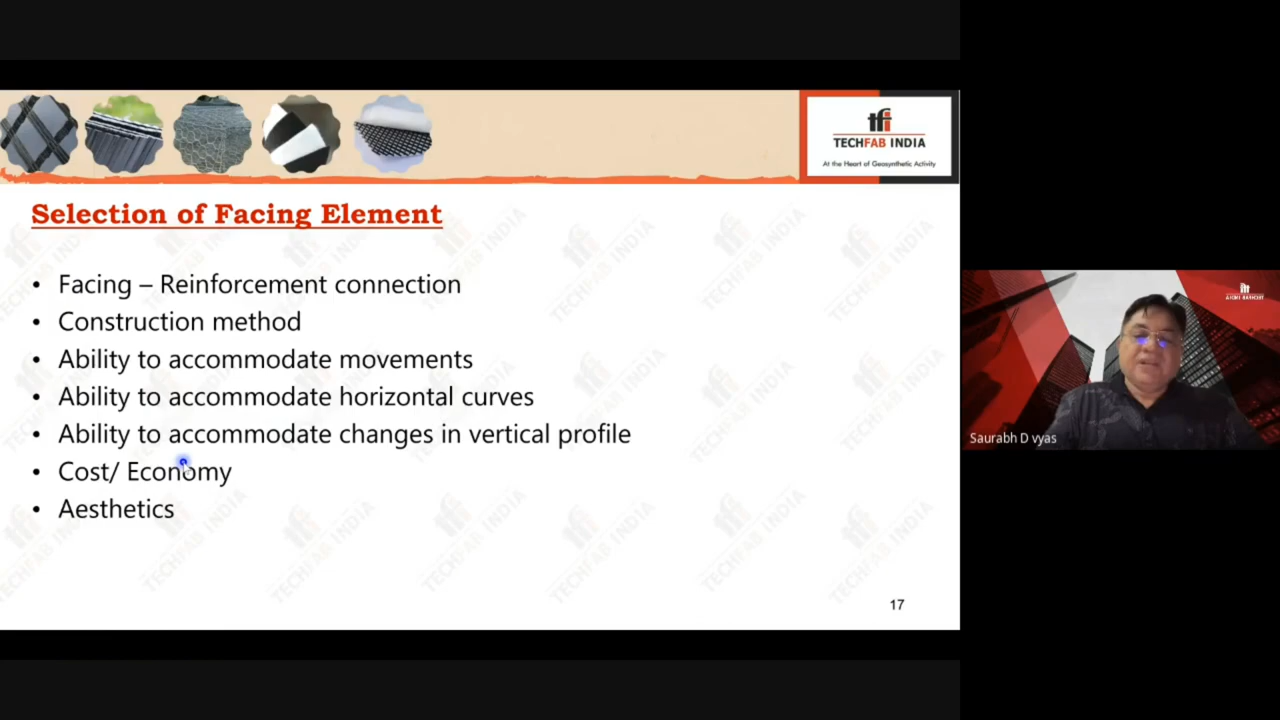 tfi
TECHFAB INDIA
At the Heart of Geosynthetic Activity
Selection of Facing Element
• Facing – Reinforcement connection
• Construction method
• Ability to accommodate movements
• Ability to accommodate horizontal curves
• Ability to accommodate changes in vertical profile
• Cost/ Economy
• Aesthetics
17
Saurabh D vyas